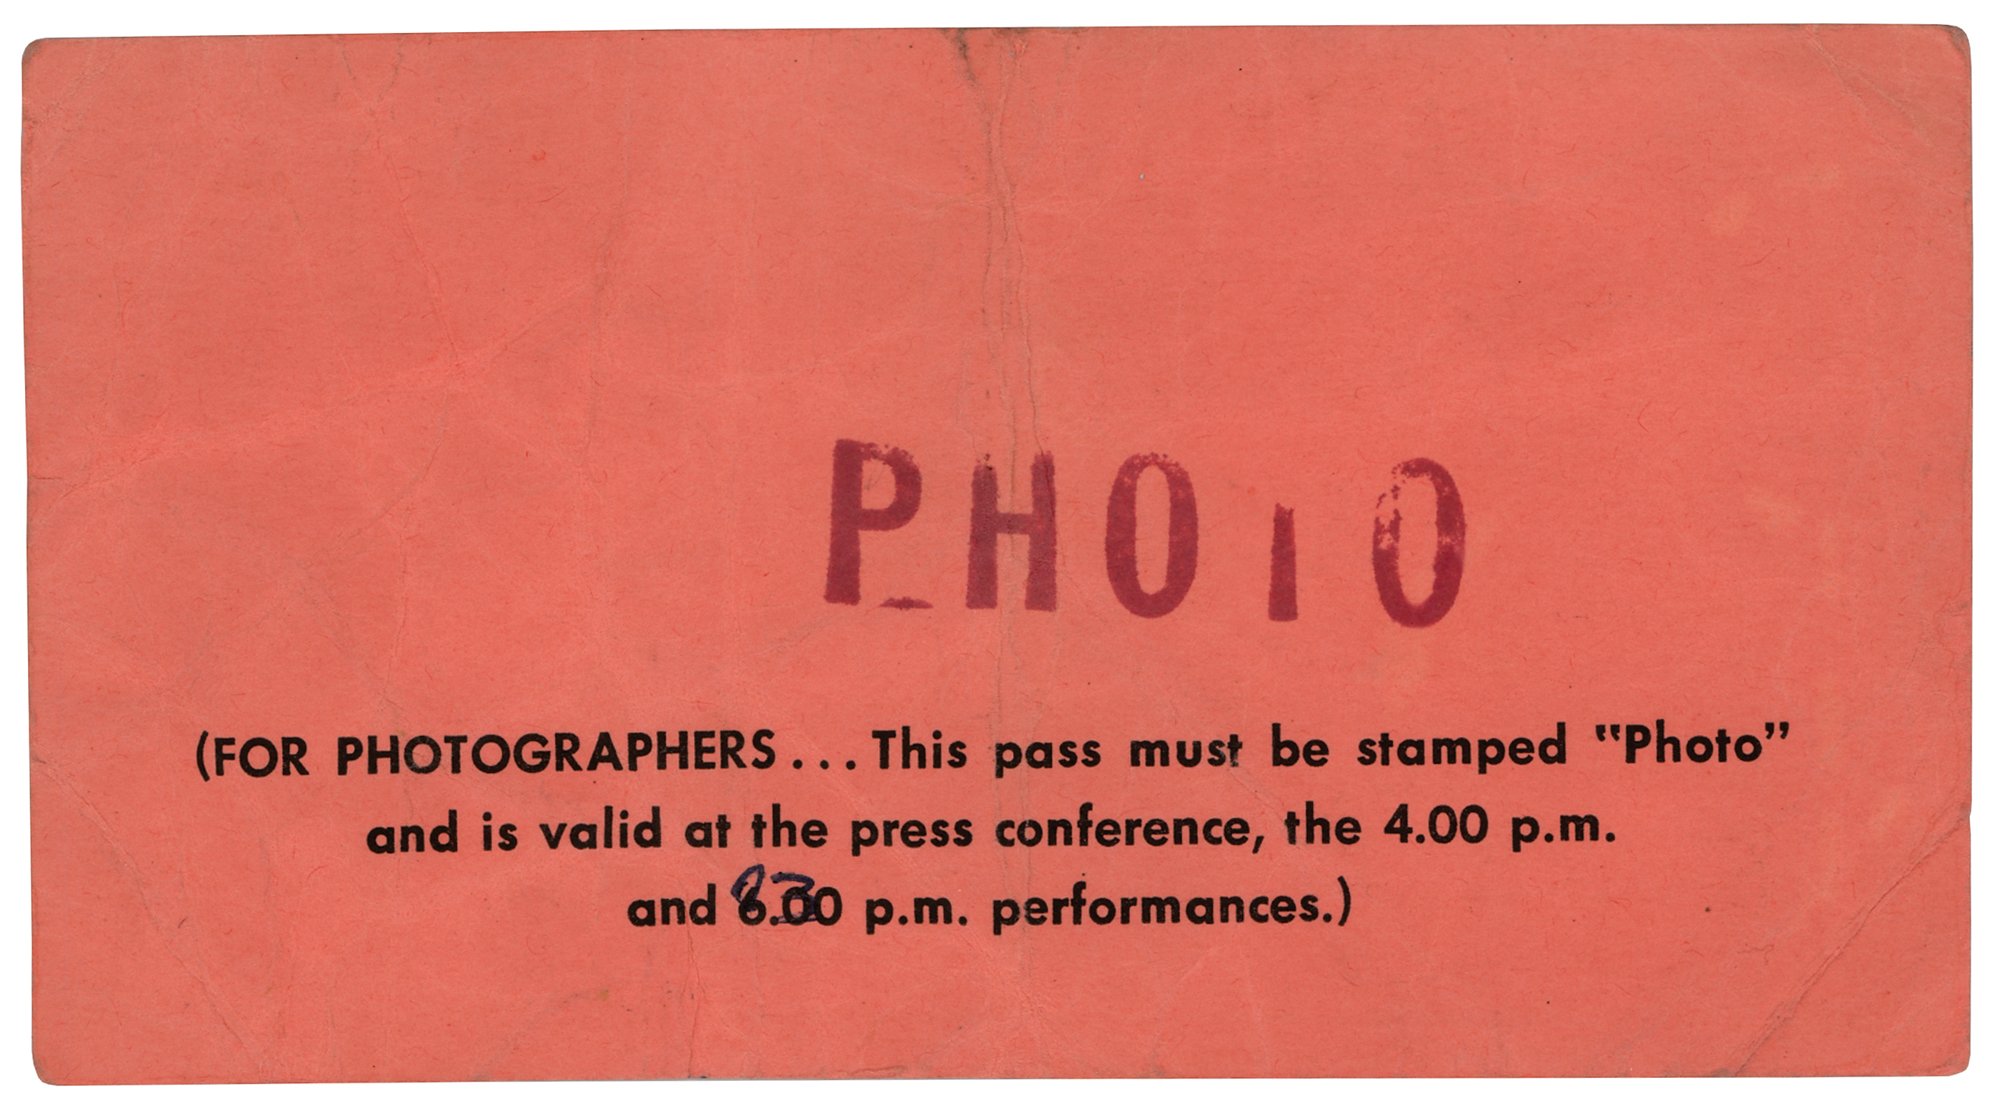 PHOTO
(FOR PHOTOGRAPHERS...This pass must be stamped "Photo"
and is valid at the press conference, the 4.00 p.m.
and 8.30 p.m. performances.)